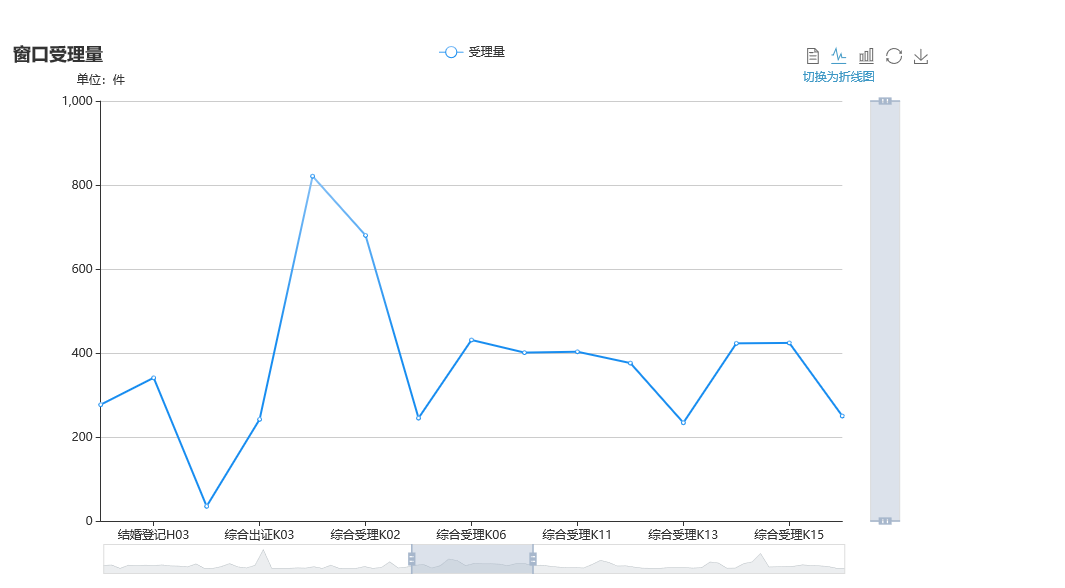 窗口受理量
受理量
切换为折线图
单位：件
1,000
800
600
400
200
0
结婚登记H03
综合出证K03
综合受理K02
综合受理K06
综合受理K11
综合受理K13
综合受理K15